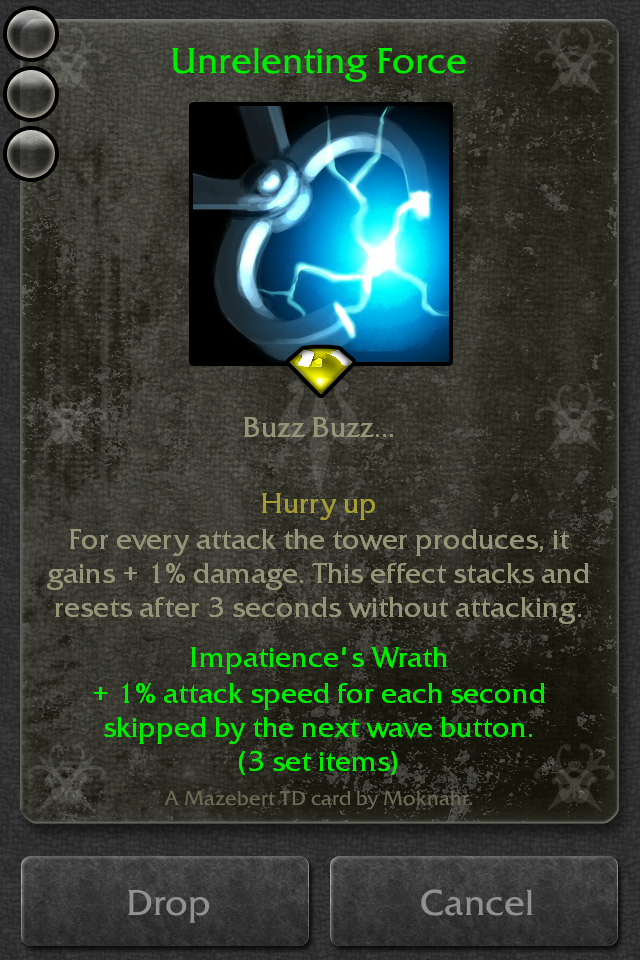 Unrelenting Force
Buzz Buzz...
Hurry up
For every attack the tower produces, it
gains + 1% damage. This effect stacks and
resets after 3 seconds without attacking.
Impatience's Wrath
+ 1% attack speed for each second
skipped by the next wave button.
(3 set items)
A Mazebert TD card by Moknahr.
Drop
Cancel